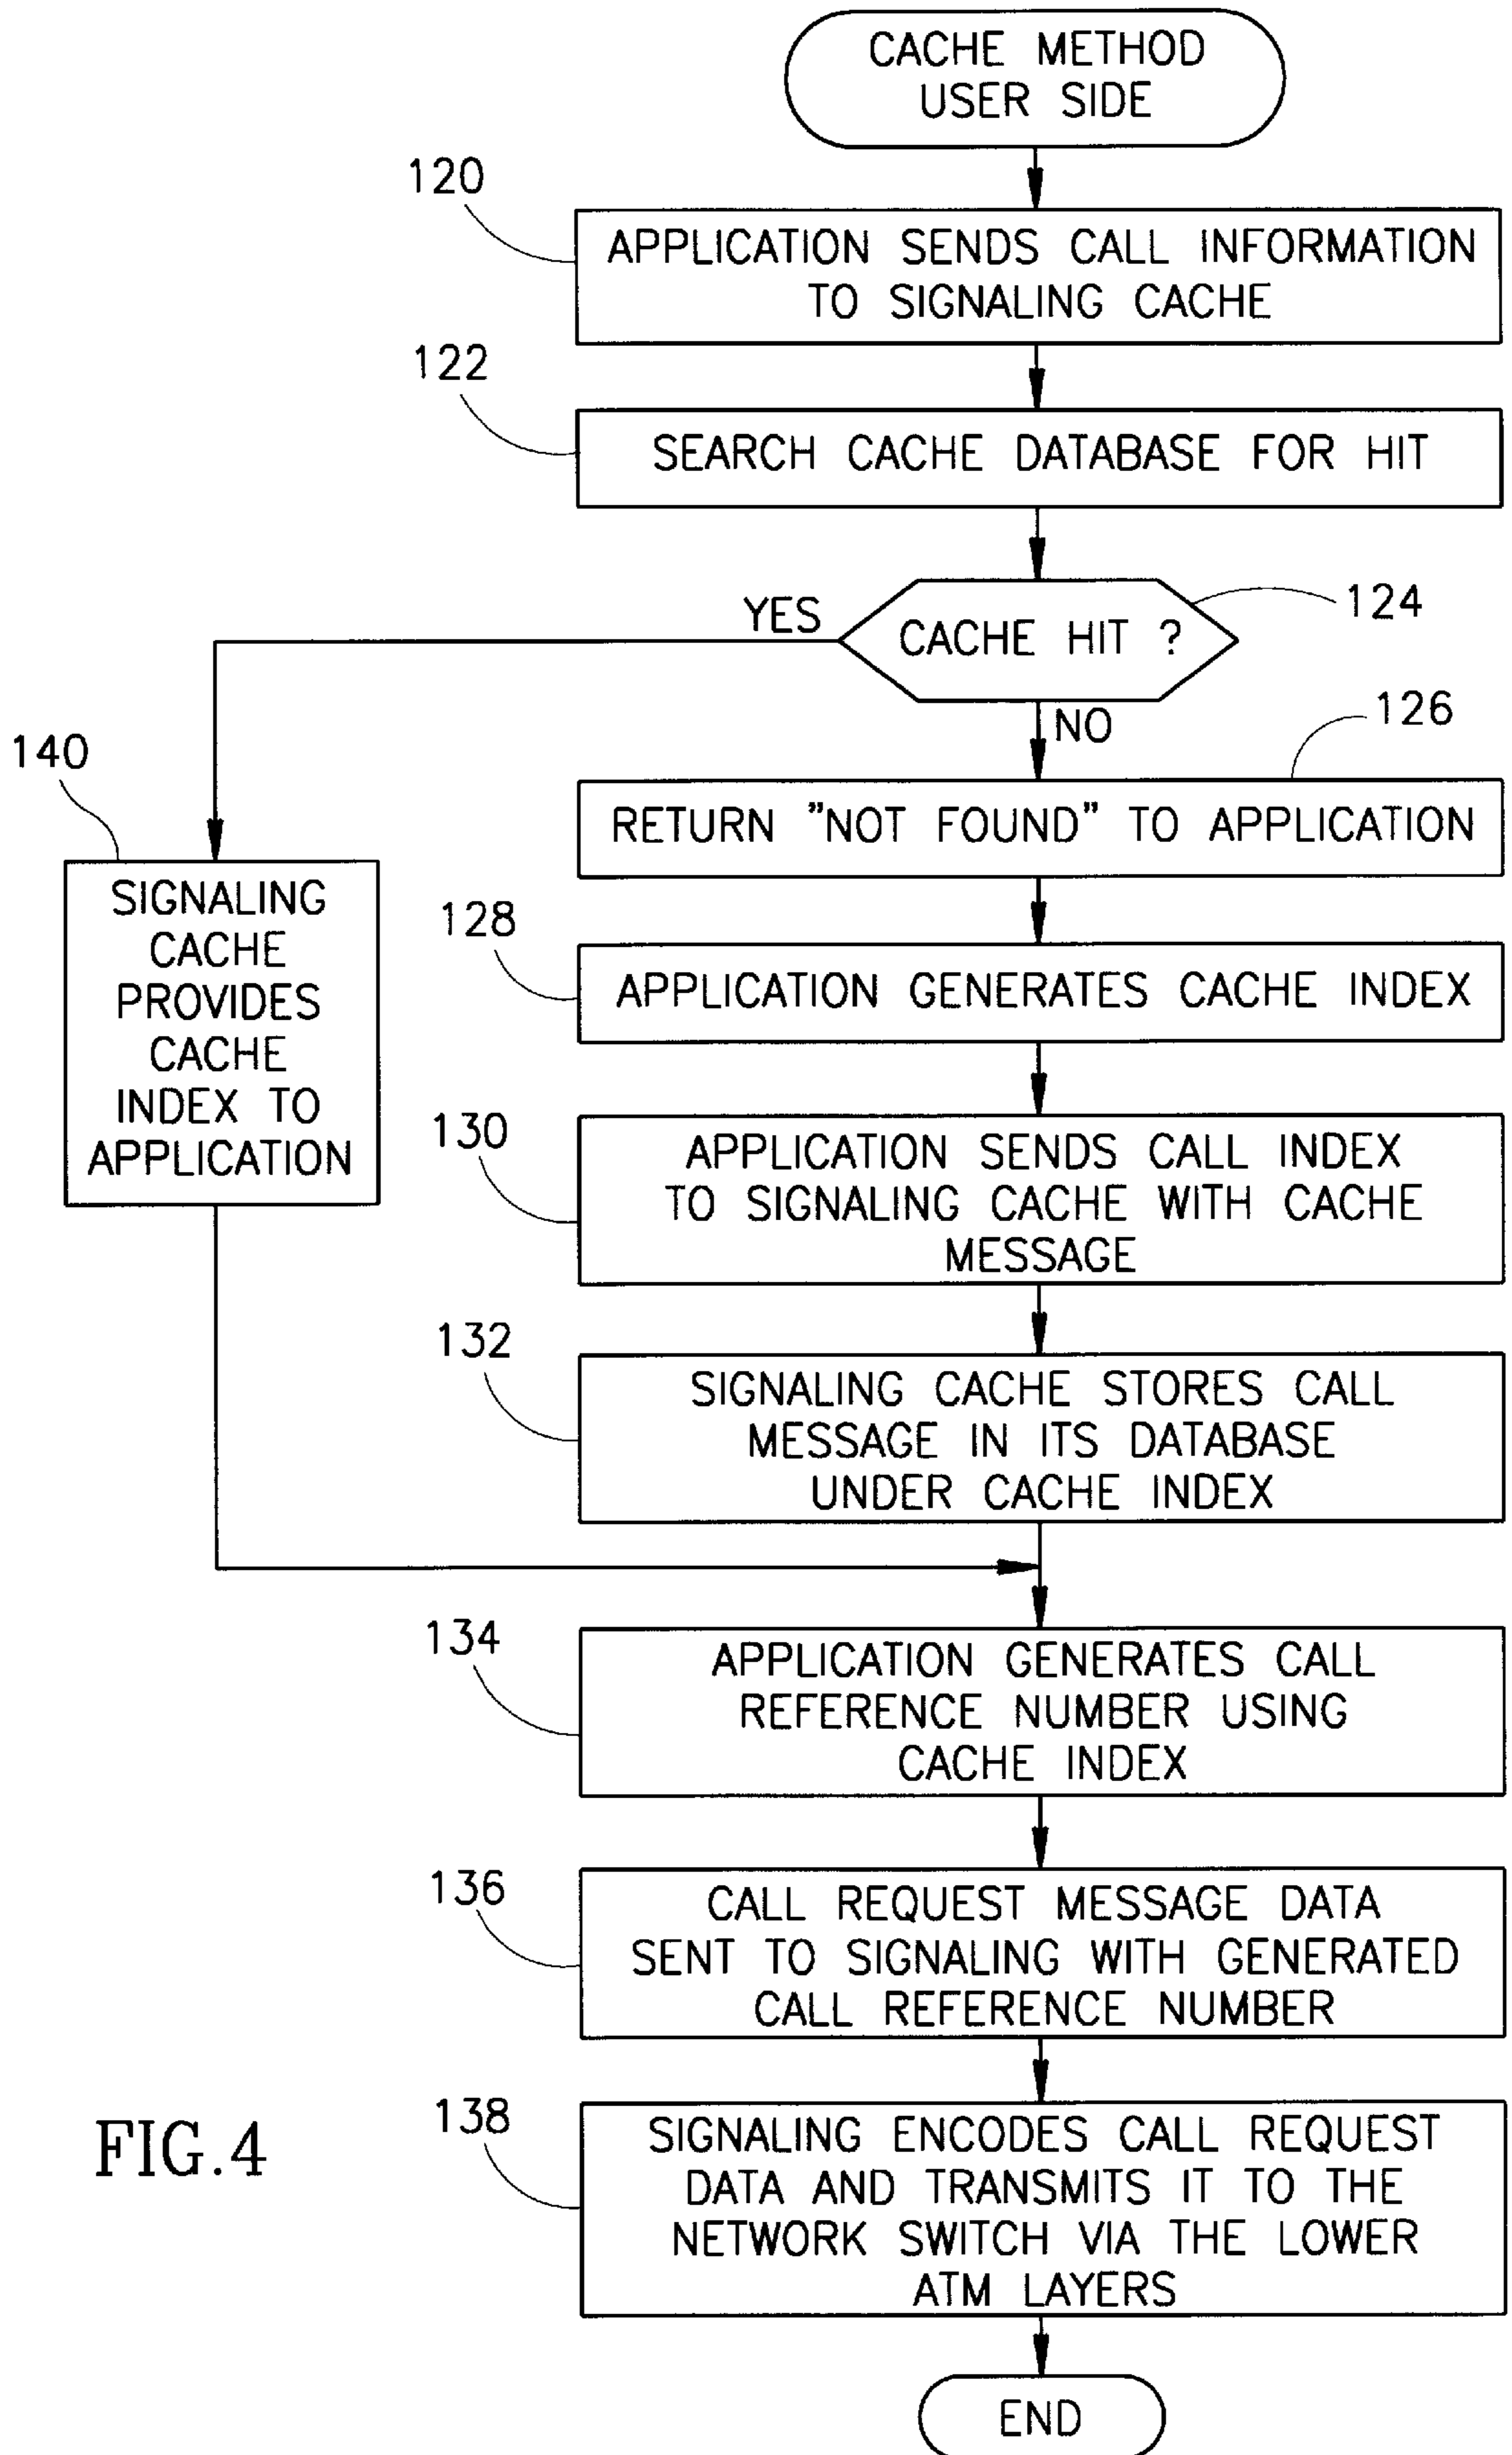 CACHE METHOD
USER SIDE
120
APPLICATION SENDS CALL INFORMATION
TO SIGNALING CACHE
122
SEARCH CACHE DATABASE FOR HIT
124
CACHE HIT ?
YES
NO
126
RETURN "NOT FOUND" TO APPLICATION
140
SIGNALING
CACHE
PROVIDES
CACHE
INDEX TO
APPLICATION
128
APPLICATION GENERATES CACHE INDEX
130
APPLICATION SENDS CALL INDEX
TO SIGNALING CACHE WITH CACHE
MESSAGE
132
SIGNALING CACHE STORES CALL
MESSAGE IN ITS DATABASE
UNDER CACHE INDEX
134
APPLICATION GENERATES CALL
REFERENCE NUMBER USING
CACHE INDEX
136
CALL REQUEST MESSAGE DATA
SENT TO SIGNALING WITH GENERATED
CALL REFERENCE NUMBER
138
SIGNALING ENCODES CALL REQUEST
DATA AND TRANSMITS IT TO THE
NETWORK SWITCH VIA THE LOWER
ATM LAYERS
FIG.4
END